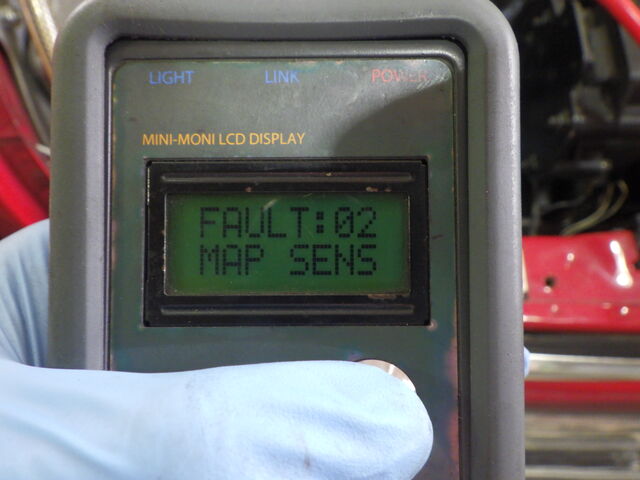 LIGHT LINK POWER
MINI-MONI LCD DISPLAY
FAULT:02
MAP SENS